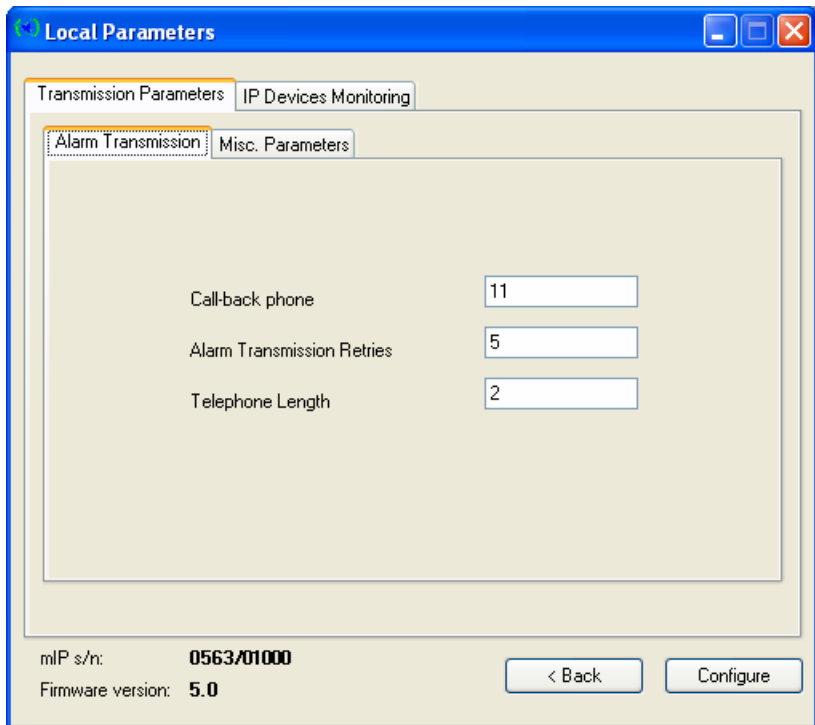 Local Parameters
Transmission Parameters IP Devices Monitoring
Alarm Transmission Misc. Parameters
Call-back phone 11
Alarm Transmission Retries 5
Telephone Length 2
mIP s/n: 0563/01000
Firmware version: 5.0
< Back Configure